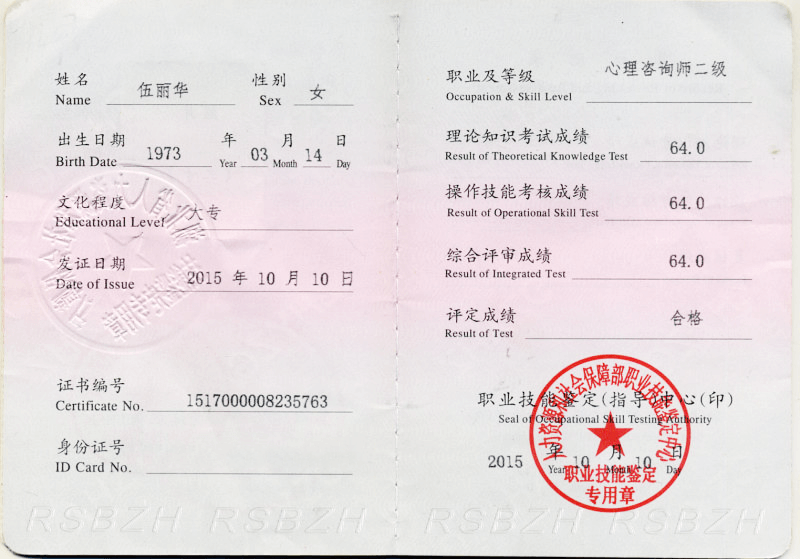 姓名 伍丽华 性别 女
Name Sex
出生日期 1973 年 03 月 14 日
Birth Date Year Month Day
文化程度 大专
Educational Level
发证日期 2015 年 10 月 10 日
Date of Issue
证书编号 1517000008235763
Certificate No.
身份证号
ID Card No.
RSBZH RSBZH
职业及等级 心理咨询师二级
Occupation & Skill Level
理论知识考试成绩 64.0
Result of Theoretical Knowledge Test
操作技能考核成绩 64.0
Result of Operational Skill Test
综合评审成绩 64.0
Result of Integrated Test
评定成绩 合格
Result of Test
职业技能鉴定(指导)中心(印)
Seal of Occupational Skill Testing Authority
2015 年 10 月 10 日
Year Month Day
人力资源和社会保障部职业技能鉴定中心
职业技能鉴定
专用章
RSBZH RSBZH